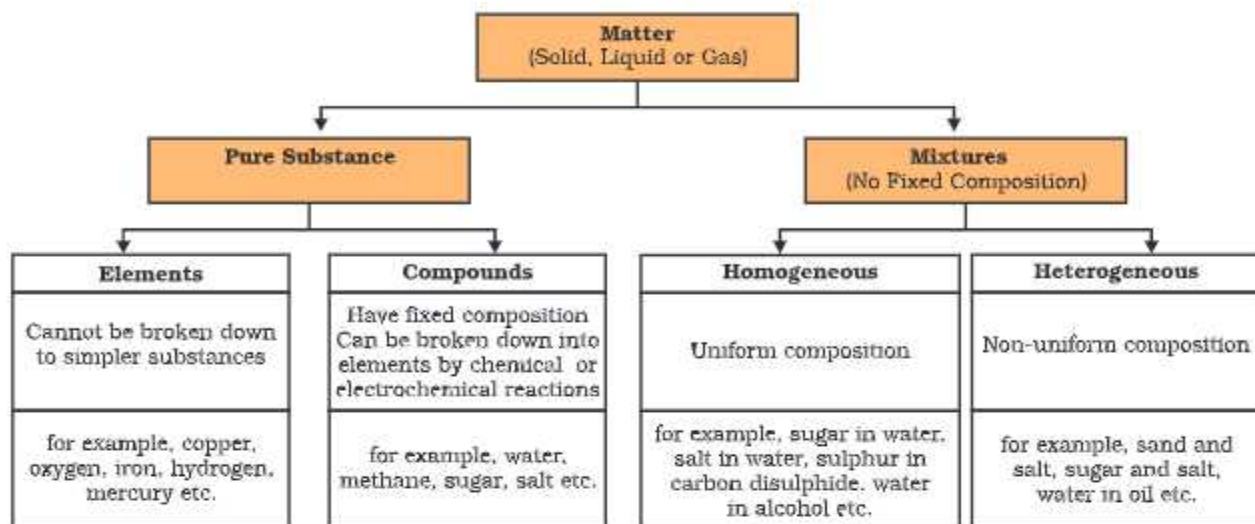 Matter
(Solid, Liquid or Gas)
Pure Substance
Mixtures
(No Fixed Composition)
Elements
Cannot be broken down
to simpler substances
for example, copper,
oxygen, iron, hydrogen,
mercury etc.
Compounds
Have fixed composition
Can be broken down into
elements by chemical or
electrochemical reactions
for example, water,
methane, sugar, salt etc.
Homogeneous
Uniform composition
for example, sugar in water,
salt in water, sulphur in
carbon disulphide, water
in alcohol etc.
Heterogeneous
Non-uniform composition
for example, sand and
salt, sugar and salt,
water in oil etc.